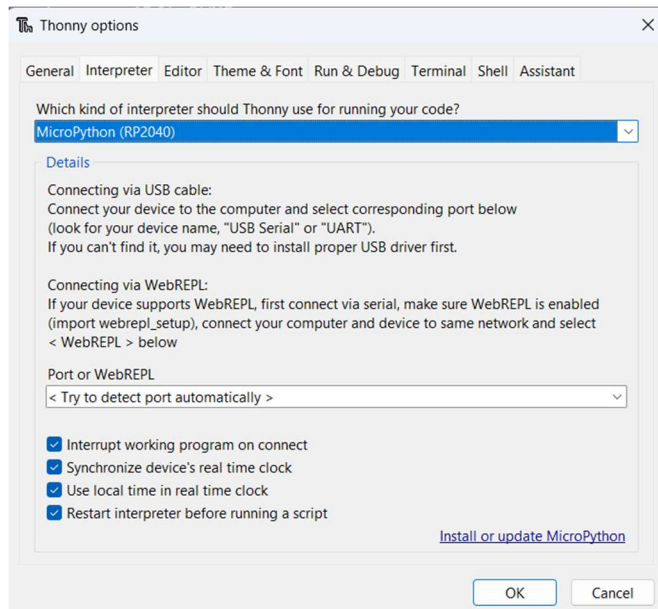 Thonny options
General Interpreter Editor Theme & Font Run & Debug Terminal Shell Assistant
Which kind of interpreter should Thonny use for running your code?
MicroPython (RP2040)
Details
Connecting via USB cable:
Connect your device to the computer and select corresponding port below
(look for your device name, "USB Serial" or "UART").
If you can't find it, you may need to install proper USB driver first.
Connecting via WebREPL:
If your device supports WebREPL, first connect via serial, make sure WebREPL is enabled
(import webrepl_setup), connect your computer and device to same network and select
< WebREPL > below
Port or WebREPL
< Try to detect port automatically >
Interrupt working program on connect
Synchronize device's real time clock
Use local time in real time clock
Restart interpreter before running a script
Install or update MicroPython
OK Cancel